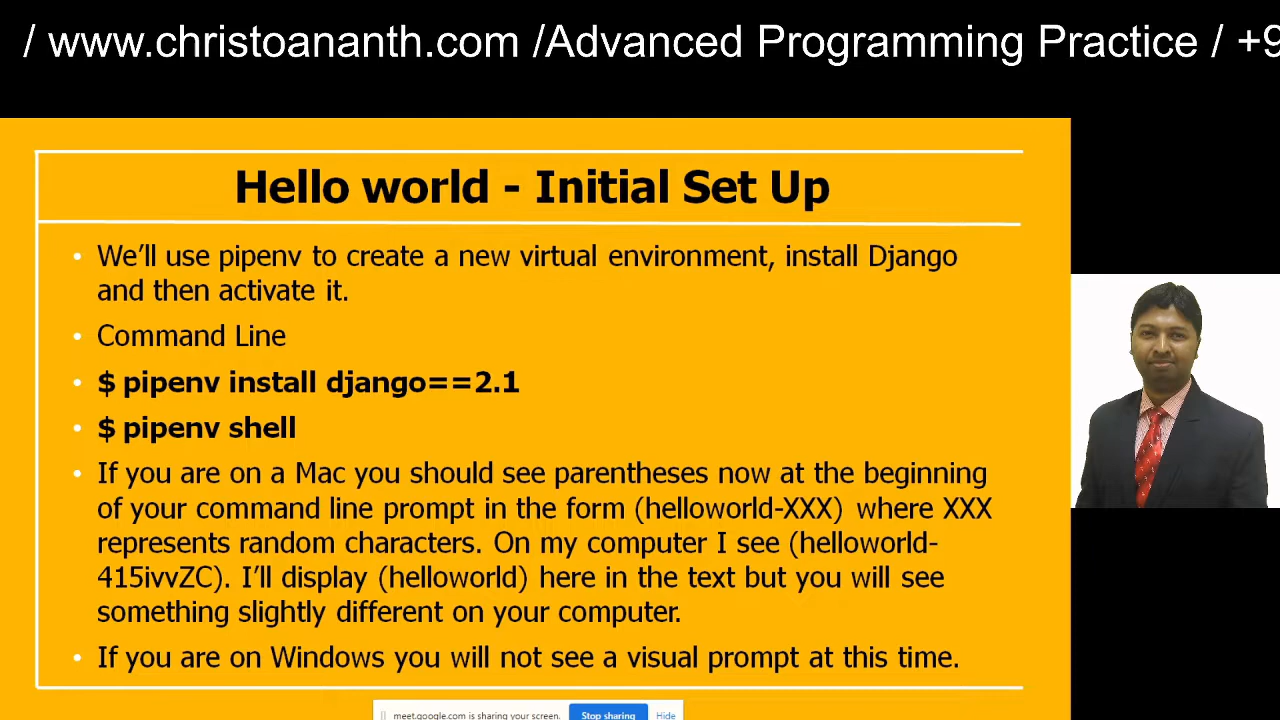 / www.christoananth.com /Advanced Programming Practice / +9
Hello world - Initial Set Up
• We’ll use pipenv to create a new virtual environment, install Django
and then activate it.
• Command Line
• $ pipenv install django==2.1
• $ pipenv shell
• If you are on a Mac you should see parentheses now at the beginning
of your command line prompt in the form (helloworld-XXX) where XXX
represents random characters. On my computer I see (helloworld-
415ivvZC). I’ll display (helloworld) here in the text but you will see
something slightly different on your computer.
• If you are on Windows you will not see a visual prompt at this time.
meet.google.com is sharing your screen. Stop sharing Hide